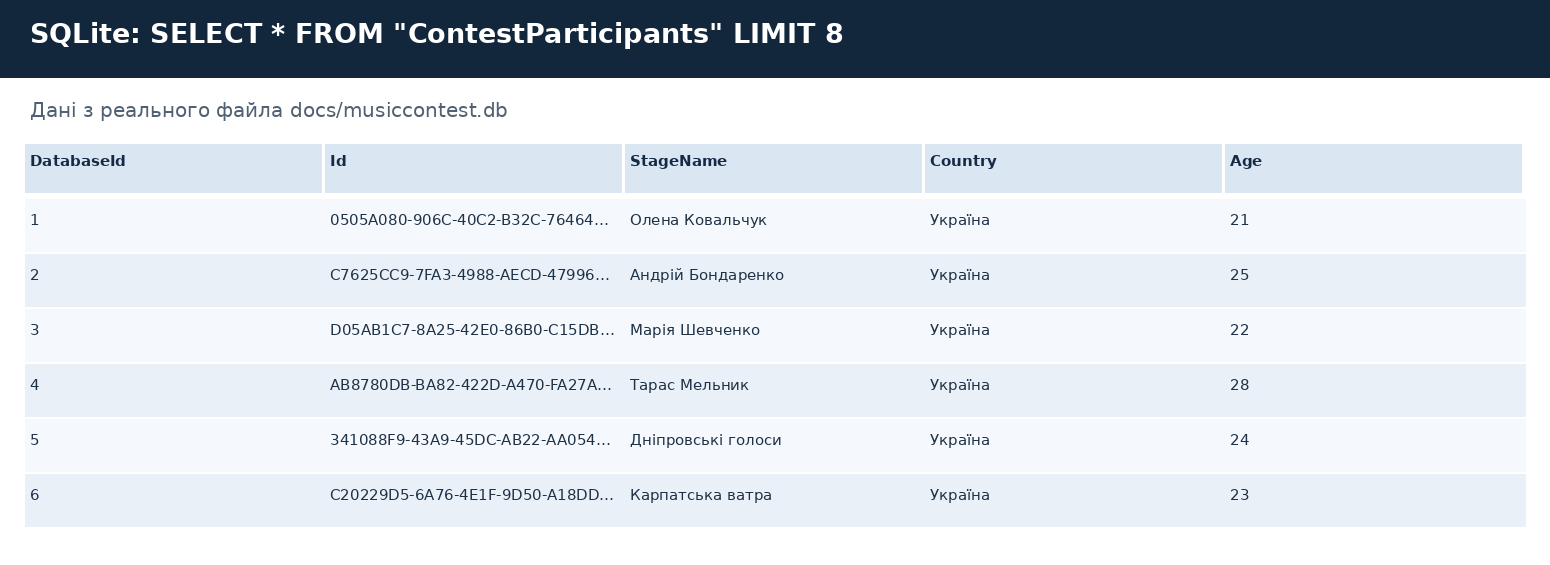 SQLite: SELECT * FROM "ContestParticipants" LIMIT 8
Дані з реального файла docs/musiccontest.db
DatabaseId Id StageName Country Age
1 0505A080-906C-40C2-B32C-76464... Олена Ковальчук Україна 21
2 C7625CC9-7FA3-4988-AECD-47996... Андрій Бондаренко Україна 25
3 D05AB1C7-8A25-42E0-86B0-C15DB... Марія Шевченко Україна 22
4 AB8780DB-BA82-422D-A470-FA27A... Тарас Мельник Україна 28
5 341088F9-43A9-45DC-AB22-AA054... Дніпровські голоси Україна 24
6 C20229D5-6A76-4E1F-9D50-A18DD... Карпатська ватра Україна 23